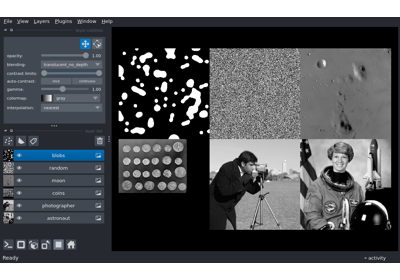 File View Layers Plugins Window Help
opacity: 1.00
blending: translucent_no_depth
contrast limits:
auto-contrast: once continuous
gamma: 1.00
colormap: gray
interpolation: nearest
blobs
random
moon
coins
photographer
astronaut
Ready activity